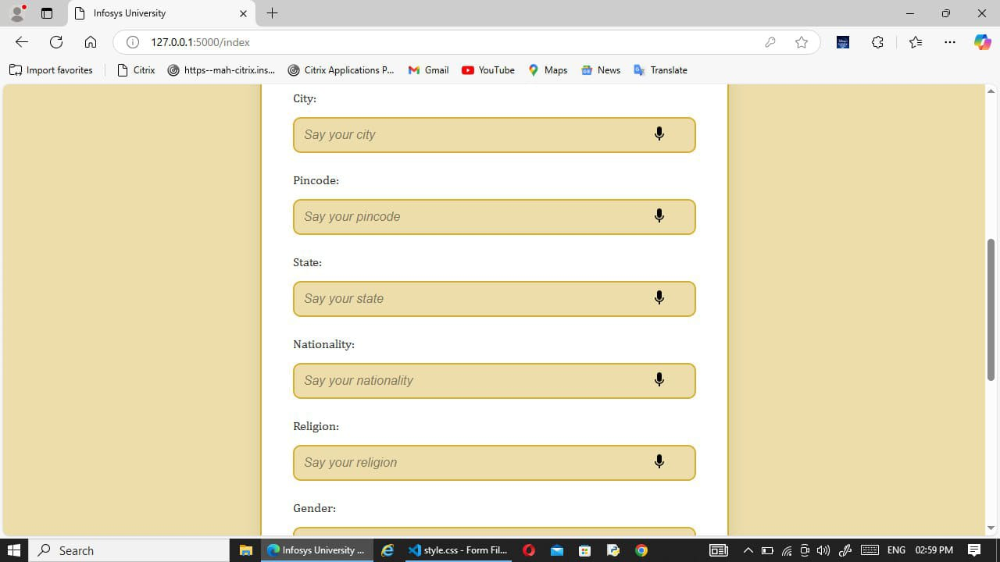 Infosys University
127.0.0.1:5000/index
Import favorites
Citrix
https--mah-citrix.ins...
Citrix Applications P...
Gmail
YouTube
Maps
News
Translate
City:
Say your city
Pincode:
Say your pincode
State:
Say your state
Nationality:
Say your nationality
Religion:
Say your religion
Gender:
Search
Infosys University ...
style.css - Form Fil...
ENG
02:59 PM